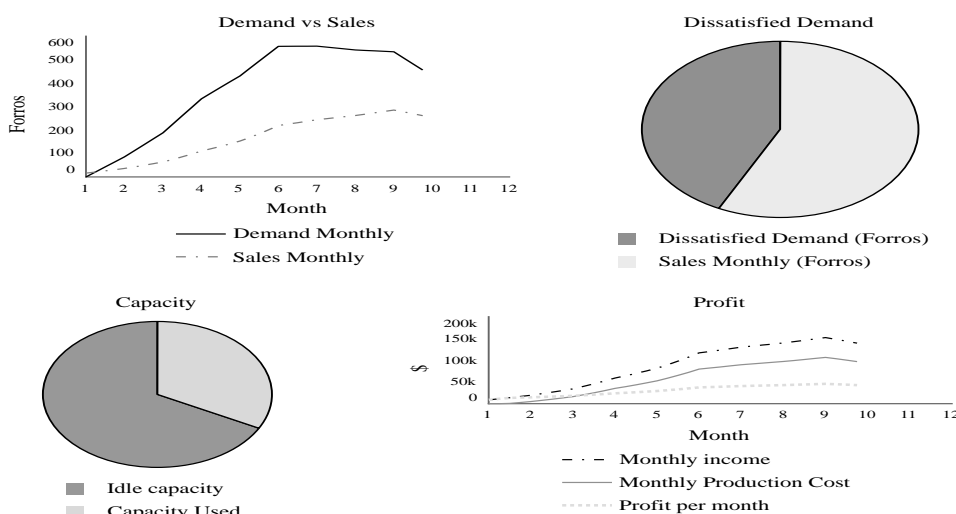 Demand vs Sales
Forros
600
500
400
300
200
100
0
1 2 3 4 5 6 7 8 9 10 11 12
Month
Demand Monthly
Sales Monthly
Dissatisfied Demand
Dissatisfied Demand (Forros)
Sales Monthly (Forros)
Capacity
Idle capacity
Capacity Used
Profit
$
200k
150k
100k
50k
0
1 2 3 4 5 6 7 8 9 10 11 12
Month
Monthly income
Monthly Production Cost
Profit per month